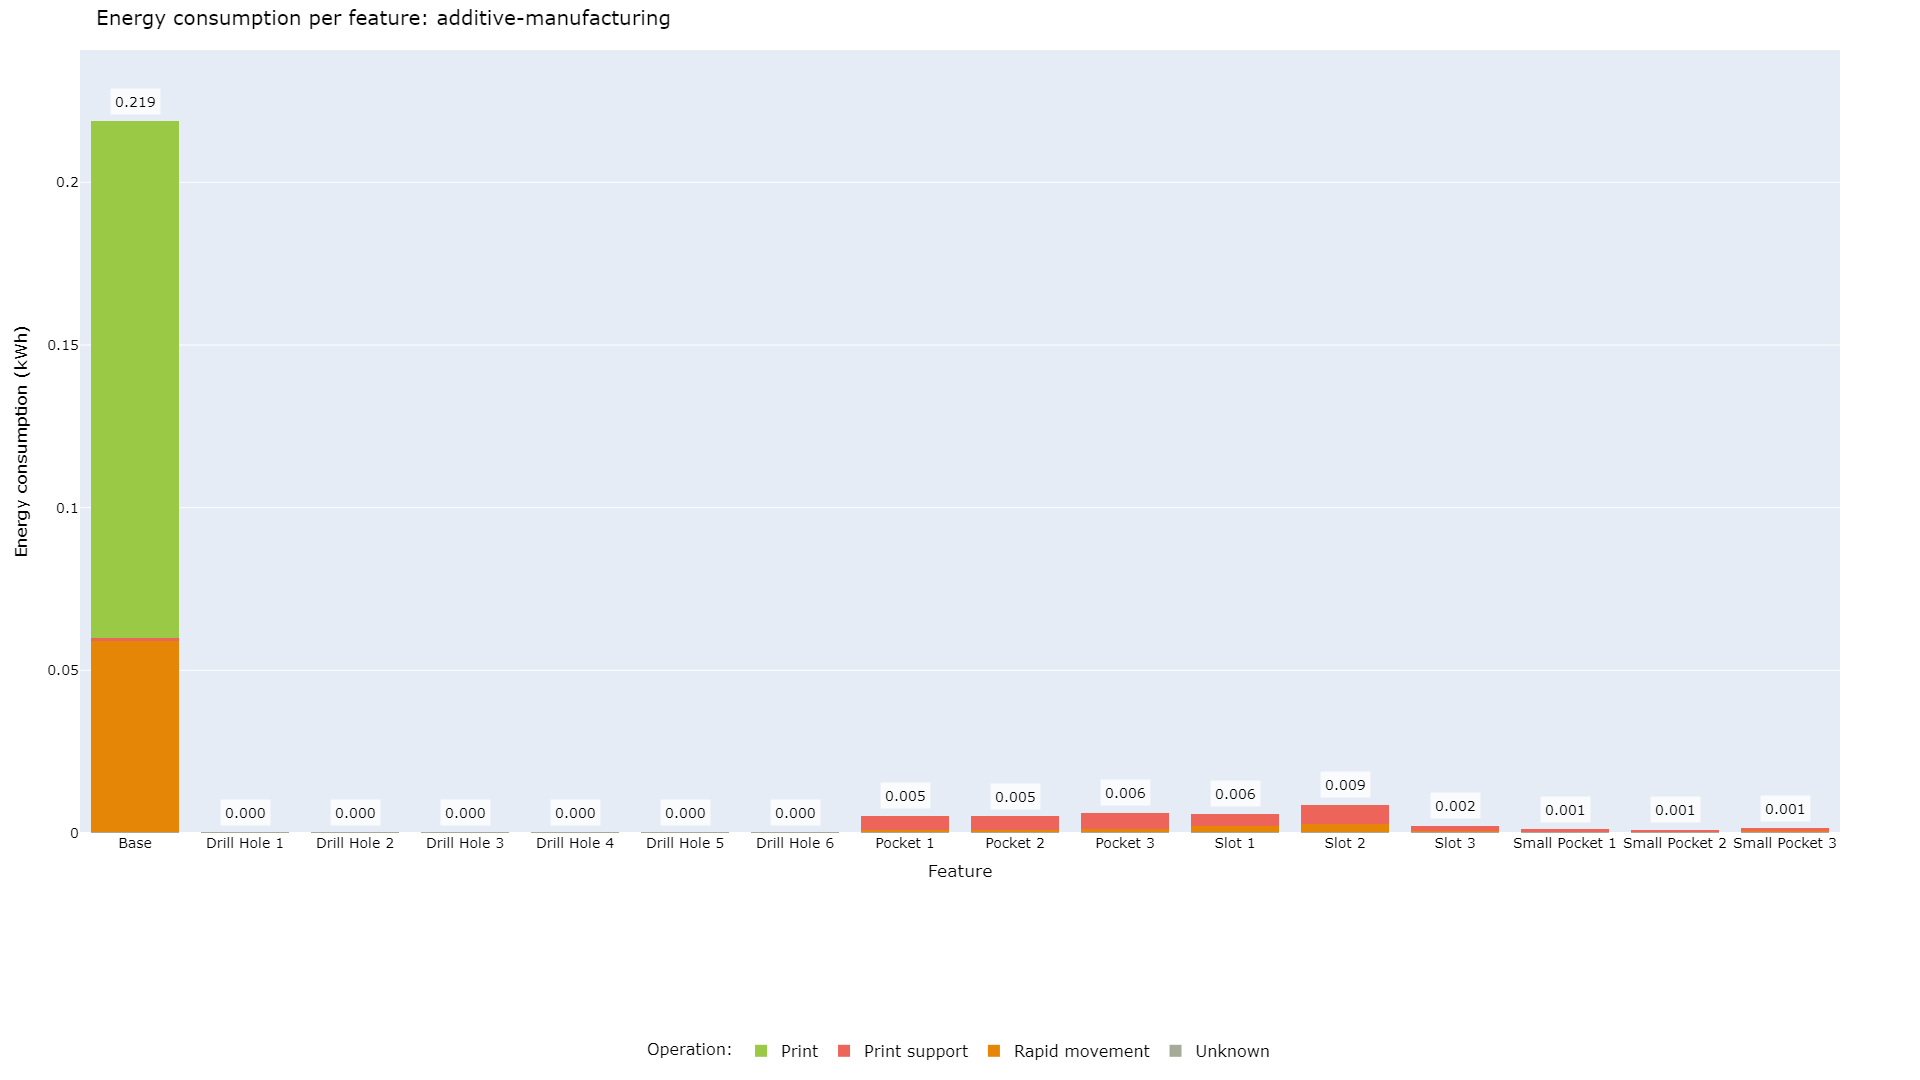 Energy consumption per feature: additive-manufacturing
0.219
0.2
0.15
0.1
0.05
0
Energy consumption (kWh)
0.000 0.000 0.000 0.000 0.000 0.000 0.005 0.005 0.006 0.006 0.009 0.002 0.001 0.001 0.001
Base Drill Hole 1 Drill Hole 2 Drill Hole 3 Drill Hole 4 Drill Hole 5 Drill Hole 6 Pocket 1 Pocket 2 Pocket 3 Slot 1 Slot 2 Slot 3 Small Pocket 1 Small Pocket 2 Small Pocket 3
Feature
Operation: Print Print support Rapid movement Unknown